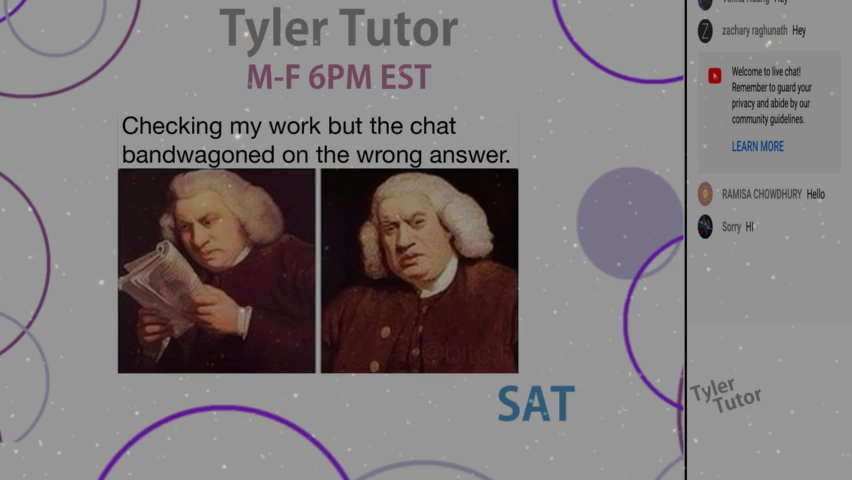 Tyler Tutor
M-F 6PM EST
Checking my work but the chat
bandwagoned on the wrong answer.
SAT
Hey
Z
zachary raghunath Hey
Welcome to live chat!
Remember to guard your
privacy and abide by our
community guidelines.
LEARN MORE
RAMISA CHOWDHURY Hello
Sorry HI
Tyler
Tutor